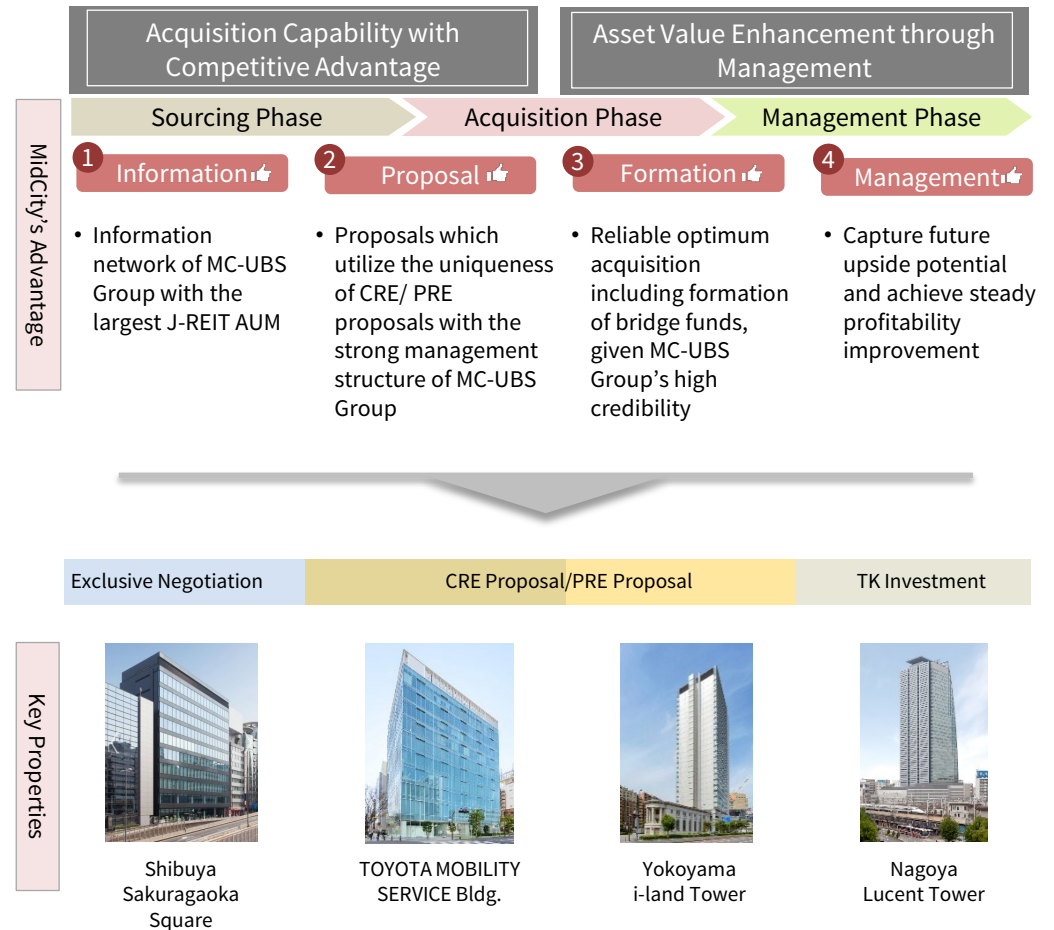 Acquisition Capability with
Competitive Advantage
Asset Value Enhancement through
Management
MidCity's Advantage
Sourcing Phase
Acquisition Phase
Management Phase
1
Information
2
Proposal
3
Formation
4
Management
• Information
network of MC-UBS
Group with the
largest J-REIT AUM
• Proposals which
utilize the uniqueness
of CRE/ PRE
proposals with the
strong management
structure of MC-UBS
Group
• Reliable optimum
acquisition
including formation
of bridge funds,
given MC-UBS
Group's high
credibility
• Capture future
upside potential
and achieve steady
profitability
improvement
Exclusive Negotiation
CRE Proposal/PRE Proposal
TK Investment
Key Properties
Shibuya
Sakuragaoka
Square
TOYOTA MOBILITY
SERVICE Bldg.
Yokoyama
i-land Tower
Nagoya
Lucent Tower